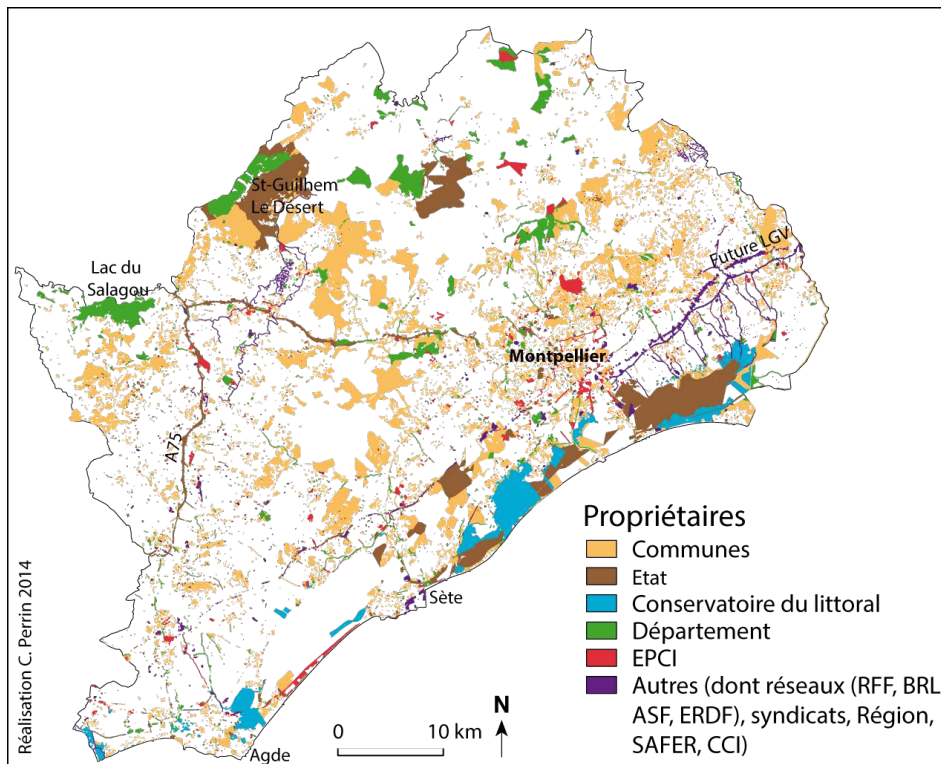 St-Guilhem
Le Désert
Lac du
Salagou
Future LGV
Montpellier
A75
Sète
Agde
0 10 km
N
Propriétaires
Communes
Etat
Conservatoire du littoral
Département
EPCI
Autres (dont réseaux (RFF, BRL
ASF, ERDF), syndicats, Région,
SAFER, CCI)
Réalisation C. Perrin 2014